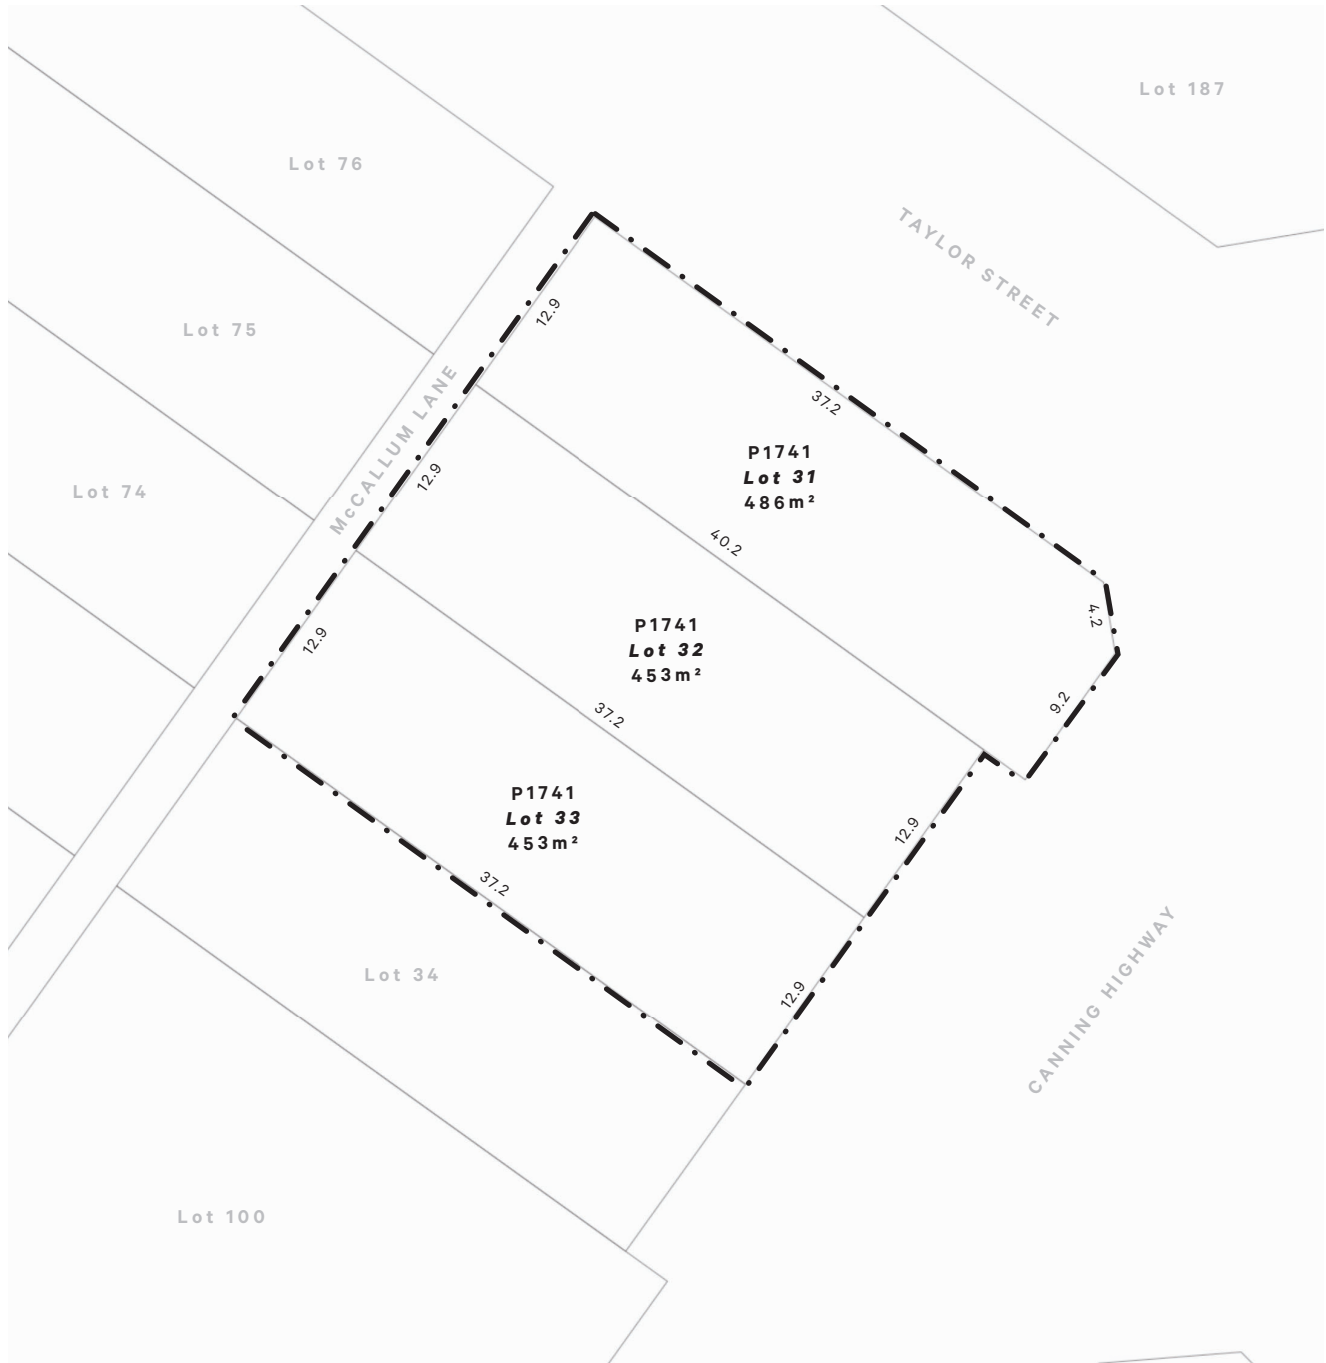 Lot 187
Lot 76
TAYLOR STREET
12.9
Lot 75
McCALLUM LANE
37.2
P1741
Lot 31
486m²
12.9
Lot 74
40.2
4.2
12.9
P1741
Lot 32
453m²
9.2
37.2
P1741
Lot 33
453m²
12.9
37.2
Lot 34
12.9
CANNING HIGHWAY
Lot 100